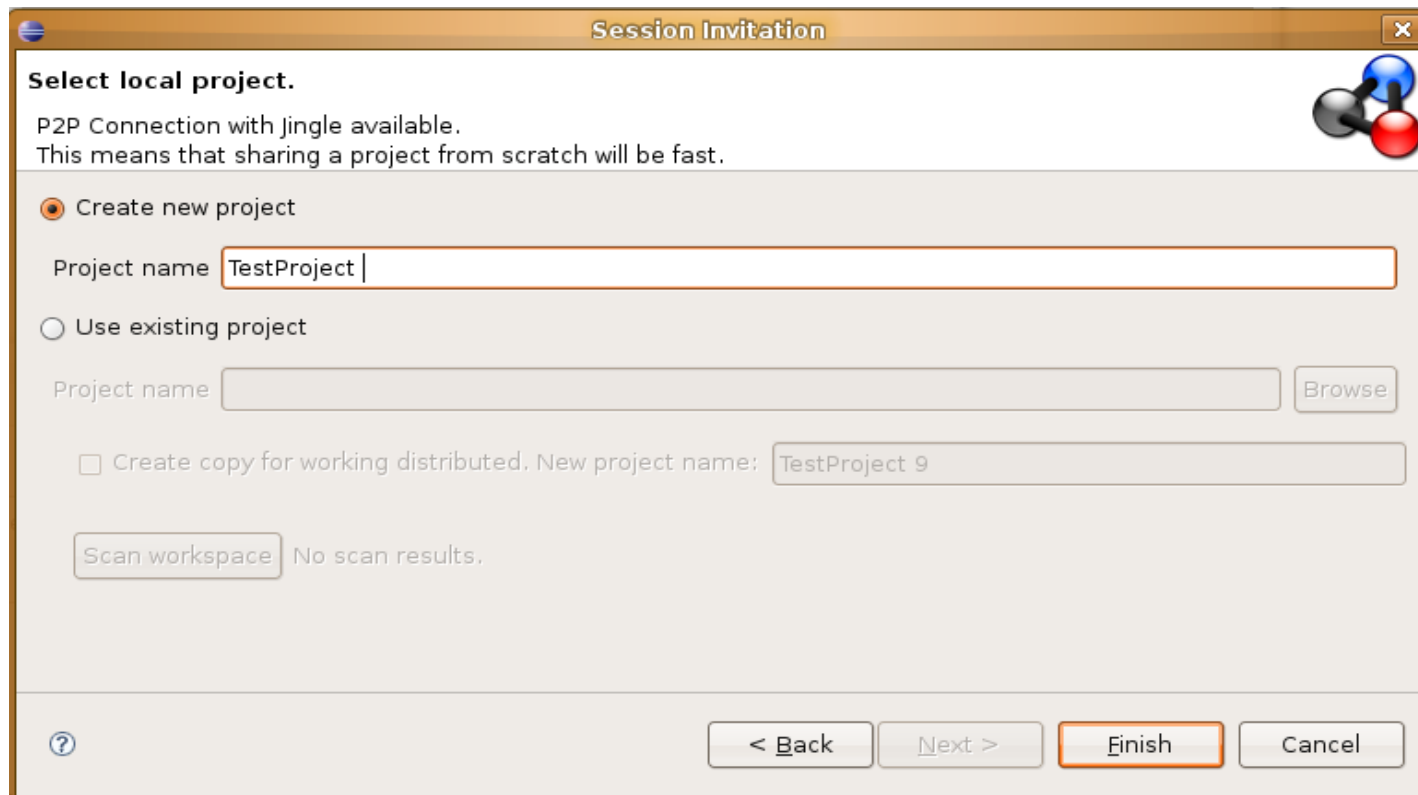 Session Invitation
Select local project.
P2P Connection with Jingle available.
This means that sharing a project from scratch will be fast.
Create new project
Project name TestProject
Use existing project
Project name Browse
Create copy for working distributed. New project name: TestProject 9
Scan workspace No scan results.
< Back Next > Finish Cancel